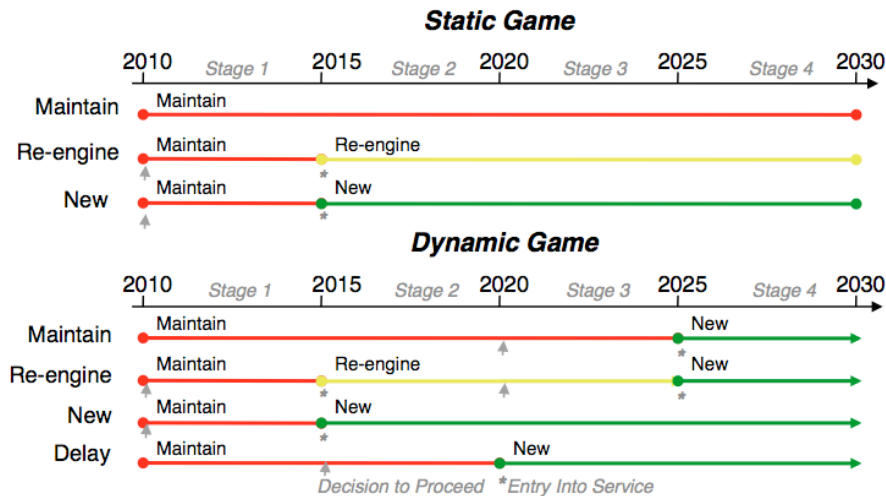 Static Game
2010 Stage 1 2015 Stage 2 2020 Stage 3 2025 Stage 4 2030
Maintain Maintain
Re-engine Maintain Re-engine
*
New Maintain New
*
Dynamic Game
2010 Stage 1 2015 Stage 2 2020 Stage 3 2025 Stage 4 2030
Maintain Maintain New
*
Re-engine Maintain Re-engine New
* *
New Maintain New
*
Delay Maintain New
Decision to Proceed *Entry Into Service